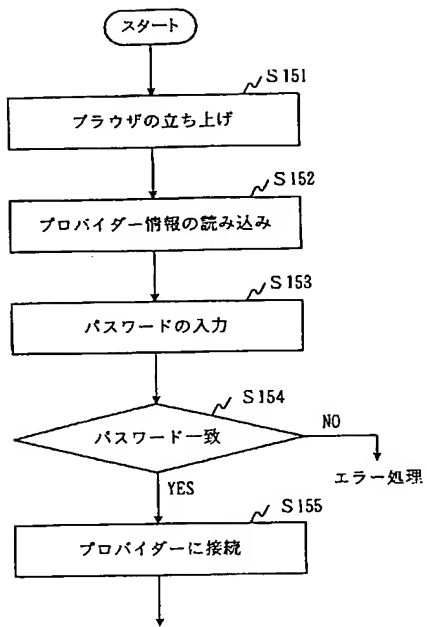 スタート
S151
ブラウザの立ち上げ
S152
プロバイダー情報の読み込み
S153
パスワードの入力
S154
パスワード一致
NO
エラー処理
YES
S155
プロバイダーに接続